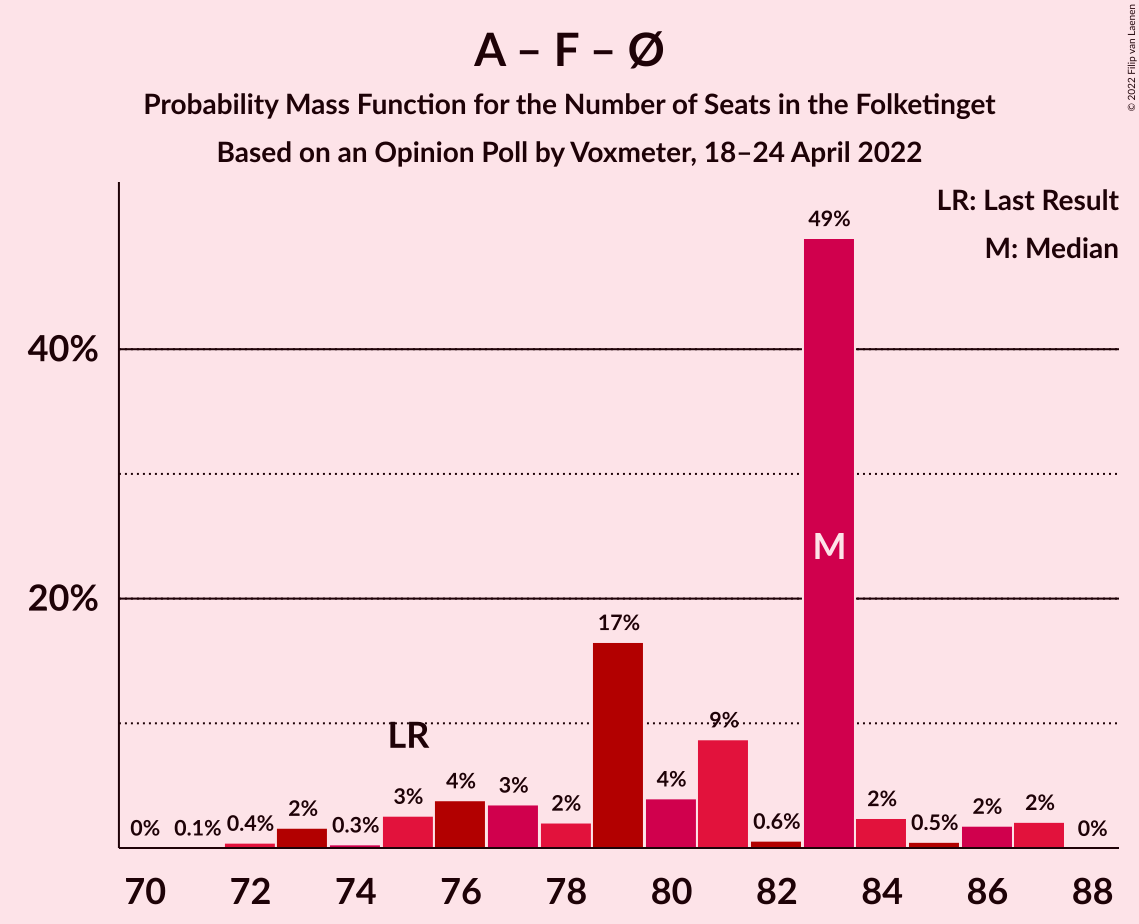 A – F – Ø
Probability Mass Function for the Number of Seats in the Folketinget
Based on an Opinion Poll by Voxmeter, 18–24 April 2022
© 2022 Filip van Laenen
LR: Last Result
M: Median
40%
20%
0%
0.1%
0.4%
2%
0.3%
LR
3%
4%
3%
2%
17%
4%
9%
0.6%
49%
M
2%
0.5%
2%
2%
0%
70 72 74 76 78 80 82 84 86 88